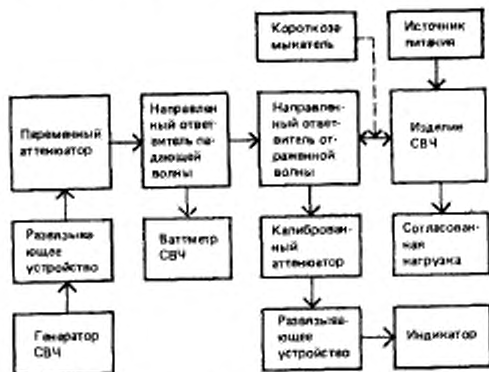 Короткоза
мыкатель
Источник
питания
Переменный
аттенюатор
Направлен
ный ответ-
витель па-
дающей
волны
Направлен-
ный ответ-
витель от-
раженной
волны
Изделие
СВЧ
Развязыва-
ющее
устройство
Ваттметр
СВЧ
Калиброван-
ный
аттенюатор
Согласован-
ная
нагрузка
Генератор
СВЧ
Развязыва-
ющее
устройство
Индикатор